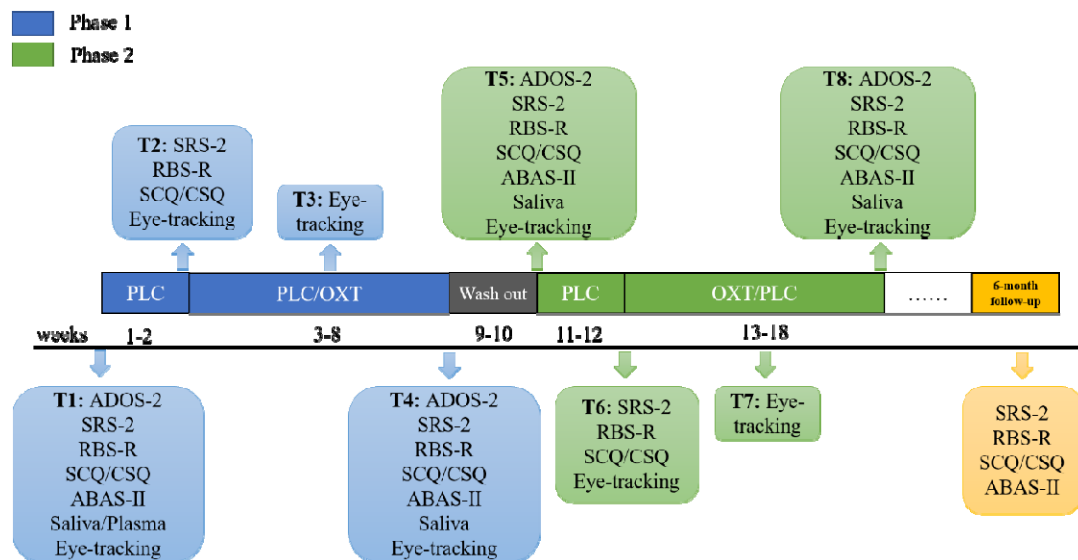 Phase 1
Phase 2
T2: SRS-2
RBS-R
SCQ/CSQ
Eye-tracking
T3: Eye-
tracking
T5: ADOS-2
SRS-2
RBS-R
SCQ/CSQ
ABAS-II
Saliva
Eye-tracking
T8: ADOS-2
SRS-2
RBS-R
SCQ/CSQ
ABAS-II
Saliva
Eye-tracking
PLC
PLC/OXT
Wash out
PLC
OXT/PLC
......
6-month
follow-up
weeks
1-2
3-8
9-10
11-12
13-18
T1: ADOS-2
SRS-2
RBS-R
SCQ/CSQ
ABAS-II
Saliva/Plasma
Eye-tracking
T4: ADOS-2
SRS-2
RBS-R
SCQ/CSQ
ABAS-II
Saliva
Eye-tracking
T6: SRS-2
RBS-R
SCQ/CSQ
Eye-tracking
T7: Eye-
tracking
SRS-2
RBS-R
SCQ/CSQ
ABAS-II